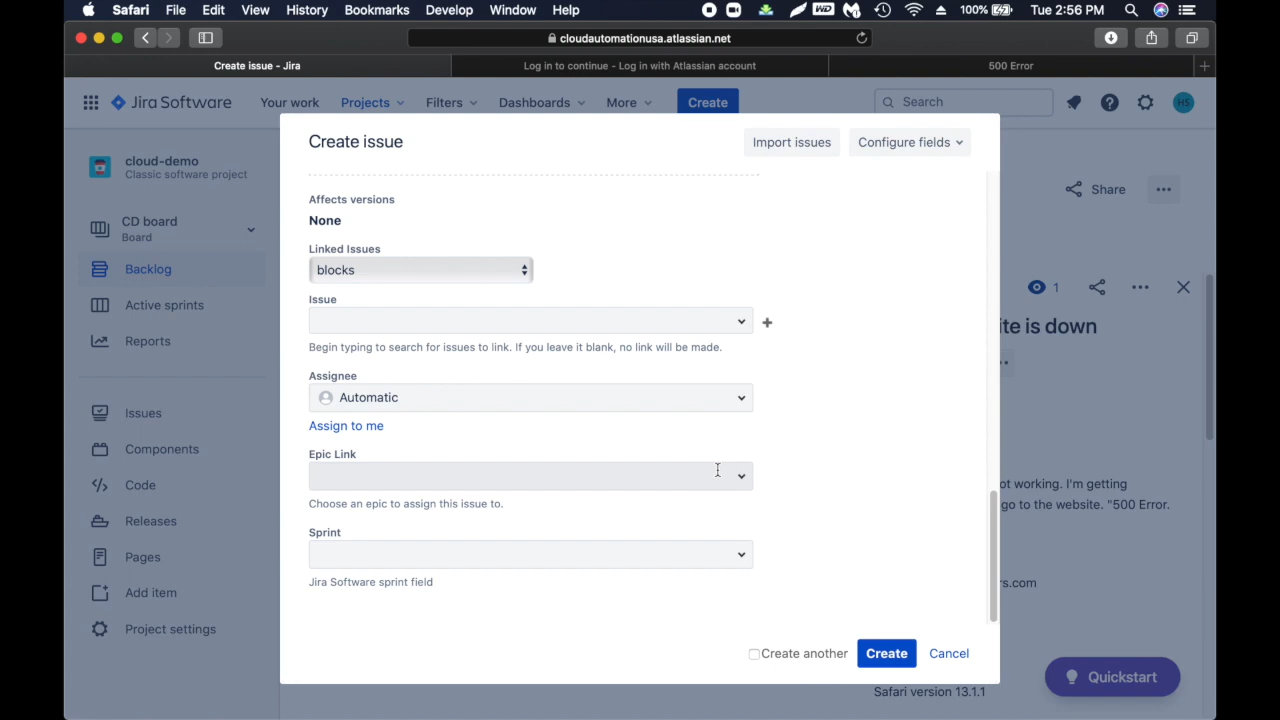 Safari File Edit View History Bookmarks Develop Window Help WD 100% Tue 2:56 PM
cloudautomationusa.atlassian.net
Create issue - Jira Log in to continue - Log in with Atlassian account 500 Error
Jira Software Your work Projects Filters Dashboards More Create Search HS
Create issue Import issues Configure fields
cloud-demo
Classic software project
Share
Affects versions
None
CD board
Board
Linked Issues
blocks
Backlog
1
Issue
Active sprints
ite is down
Reports
Begin typing to search for issues to link. If you leave it blank, no link will be made.
Assignee
Automatic
Issues
Assign to me
Components
Epic Link
Code
ot working. I'm getting
Choose an epic to assign this issue to.
go to the website. "500 Error.
Releases
Sprint
Pages
Jira Software sprint field
rs.com
Add item
Project settings
Create another Create Cancel
Quickstart
Safari version 13.1.1